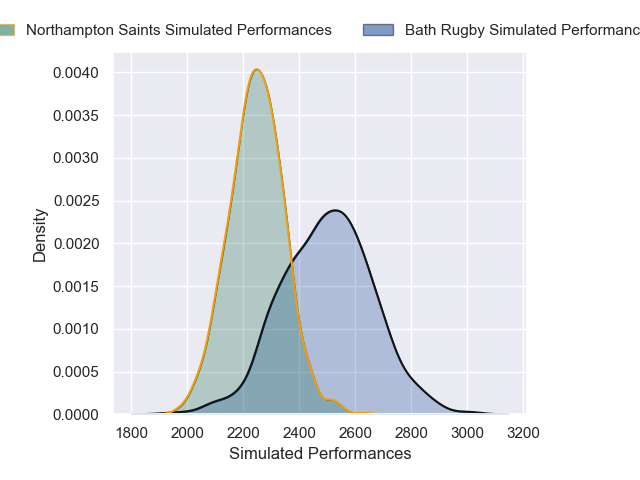 Northampton Saints Simulated Performances Bath Rugby Simulated Performanc
0.0040
0.0035
0.0030
0.0025
0.0020
0.0015
0.0010
0.0005
0.0000
Density
1800 2000 2200 2400 2600 2800 3000 3200
Simulated Performances